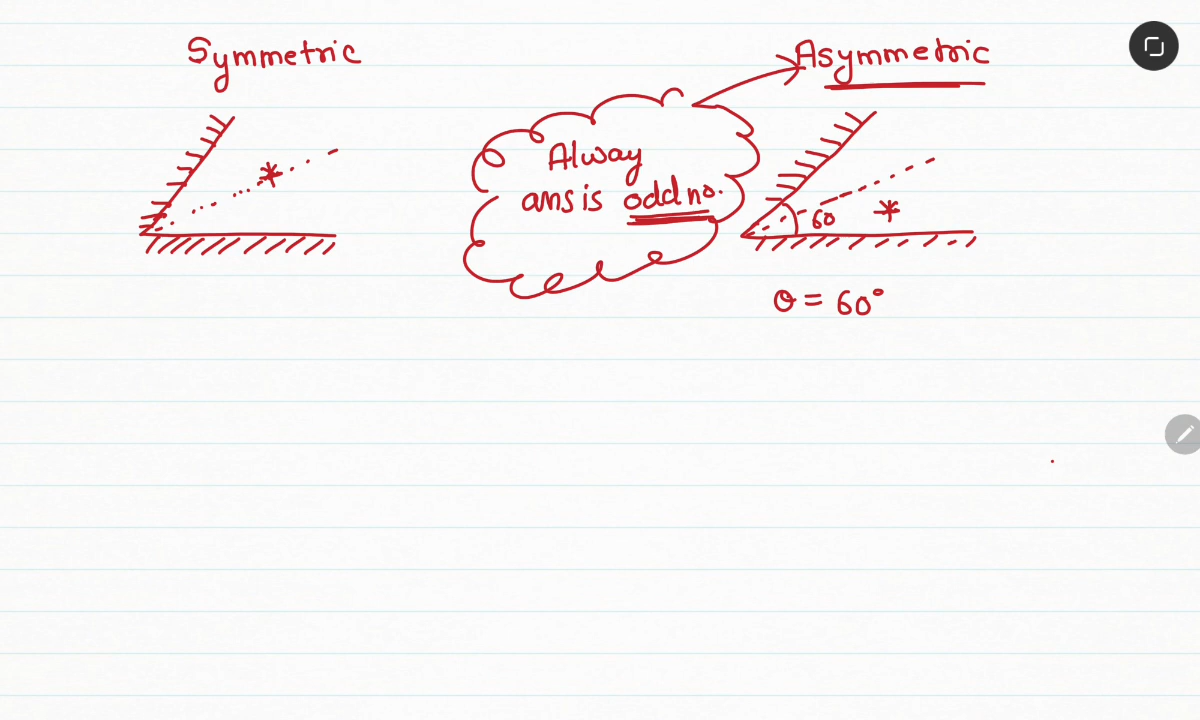 Symmetric
Asymmetric
Alway
ans is odd no.
60
θ = 60°